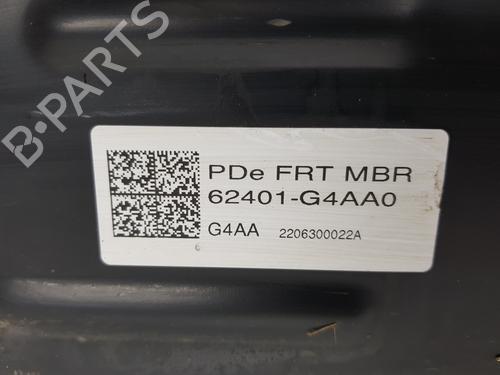 PDe FRT MBR
62401-G4AA0
G4AA 2206300022A
B-PARTS